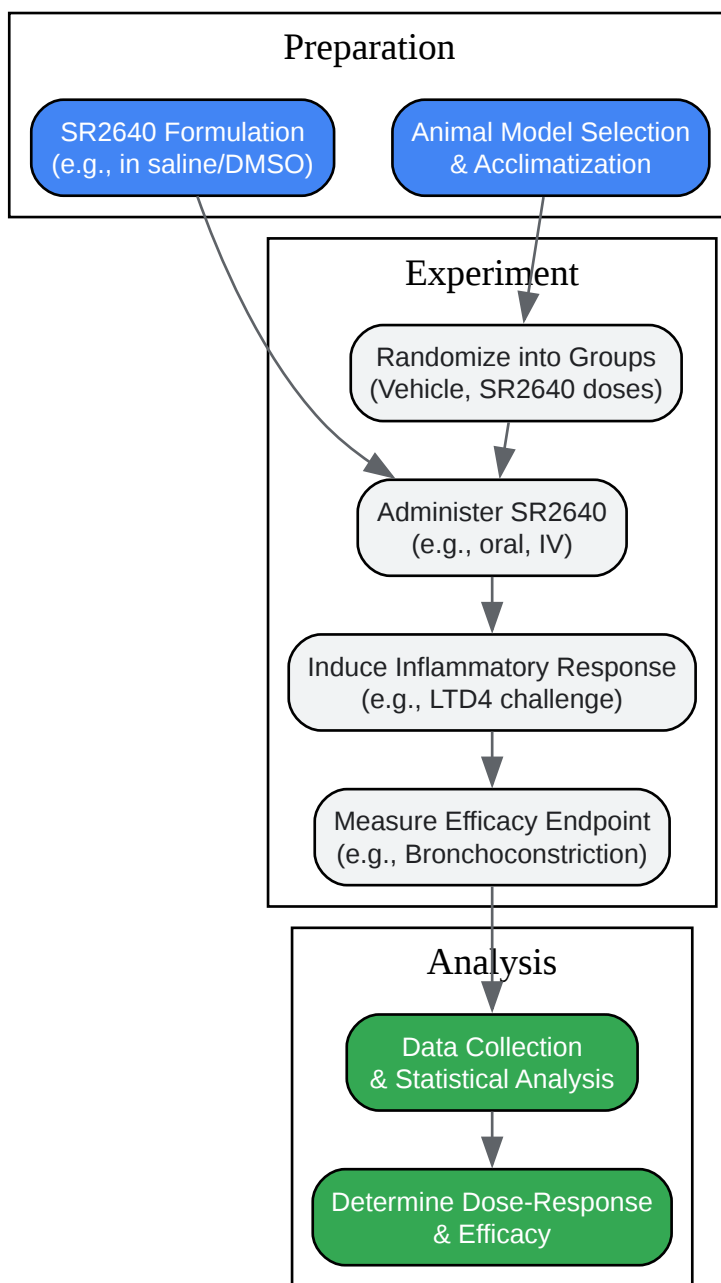 Preparation
SR2640 Formulation
(e.g., in saline/DMSO)
Animal Model Selection
& Acclimatization
Experiment
Randomize into Groups
(Vehicle, SR2640 doses)
Administer SR2640
(e.g., oral, IV)
Induce Inflammatory Response
(e.g., LTD4 challenge)
Measure Efficacy Endpoint
(e.g., Bronchoconstriction)
Analysis
Data Collection
& Statistical Analysis
Determine Dose-Response
& Efficacy